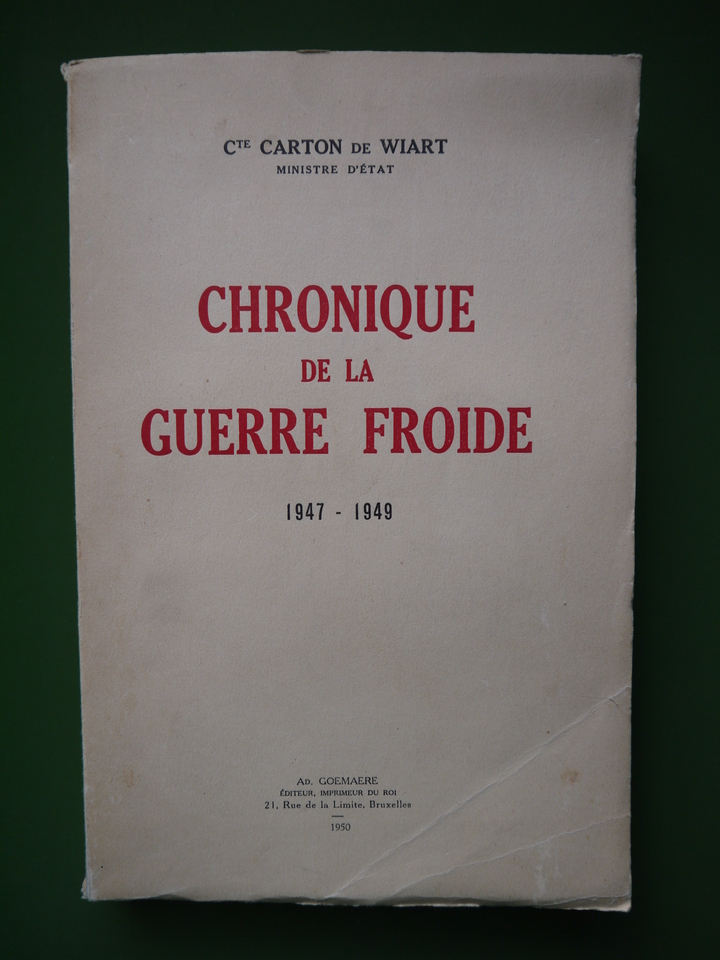 Cᵀᴱ CARTON DE WIART
MINISTRE D'ÉTAT
CHRONIQUE
DE LA
GUERRE FROIDE
1947 - 1949
AD. GOEMAERE
ÉDITEUR, IMPRIMEUR DU ROI
21, Rue de la Limite, Bruxelles
1950